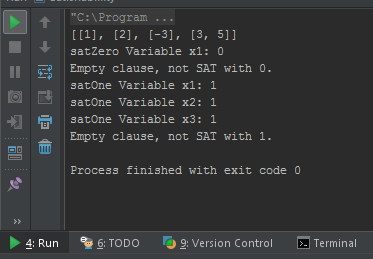 "C:\Program ...
[[1], [2], [-3], [3, 5]]
satZero Variable x1: 0
Empty clause, not SAT with 0.
satOne Variable x1: 1
satOne Variable x2: 1
satOne Variable x3: 1
Empty clause, not SAT with 1.
Process finished with exit code 0
4: Run 6: TODO 9: Version Control Terminal